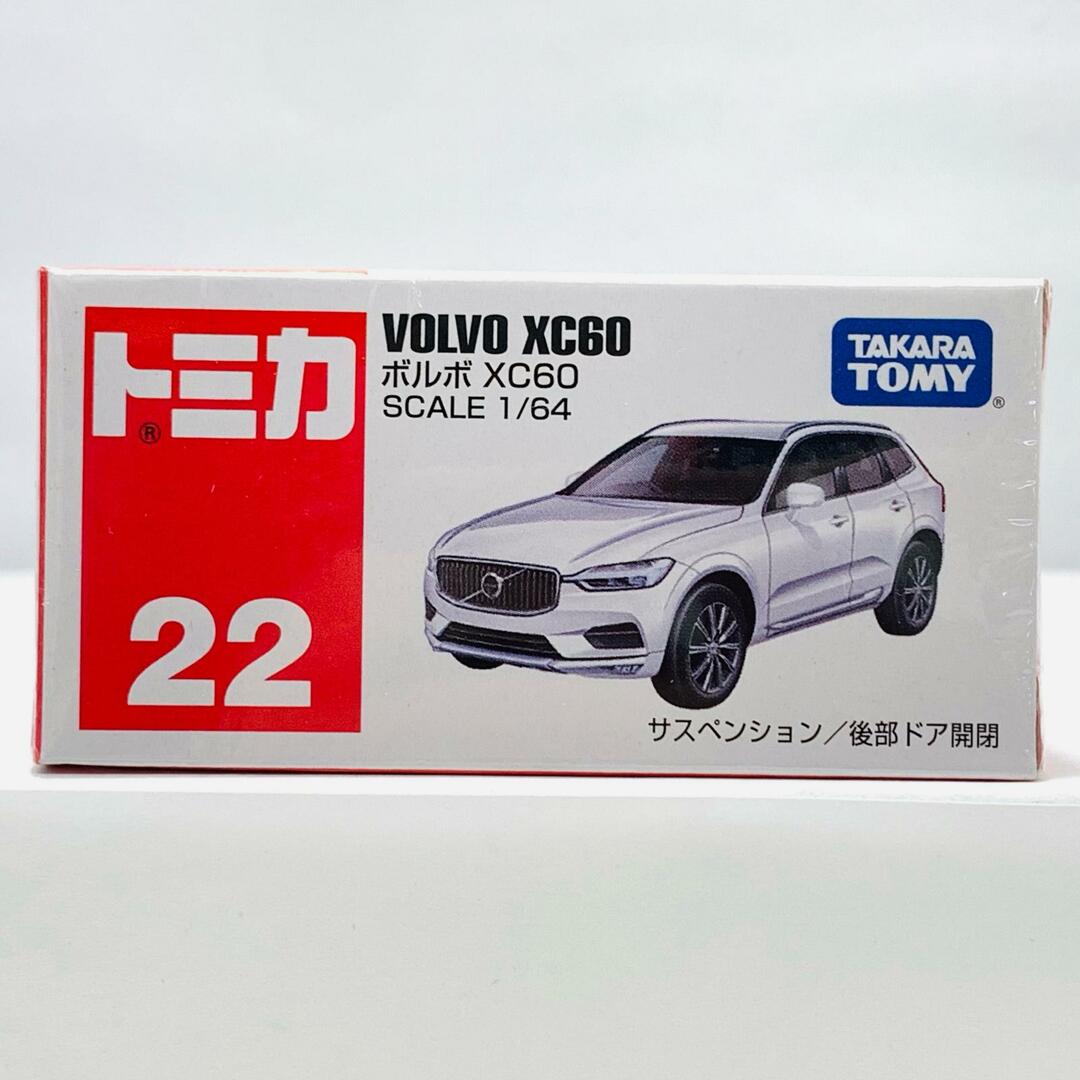 トミカ
®
22
VOLVO XC60
ボルボ XC60
SCALE 1/64
TAKARA
TOMY
®
サスペンション／後部ドア開閉